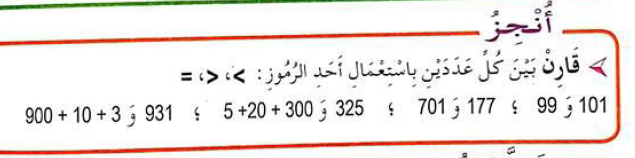 أُنْجِزُ
قَارِنْ بَيْنَ كُلِّ عَدَدَيْنِ بِاسْتِعْمَالِ أَحَدِ الرُّمُوزِ : >، <، =
101 وَ 99 ؛ 177 وَ 701 ؛ 325 وَ 300 + 20+ 5 ؛ 931 وَ 3 + 10 + 900